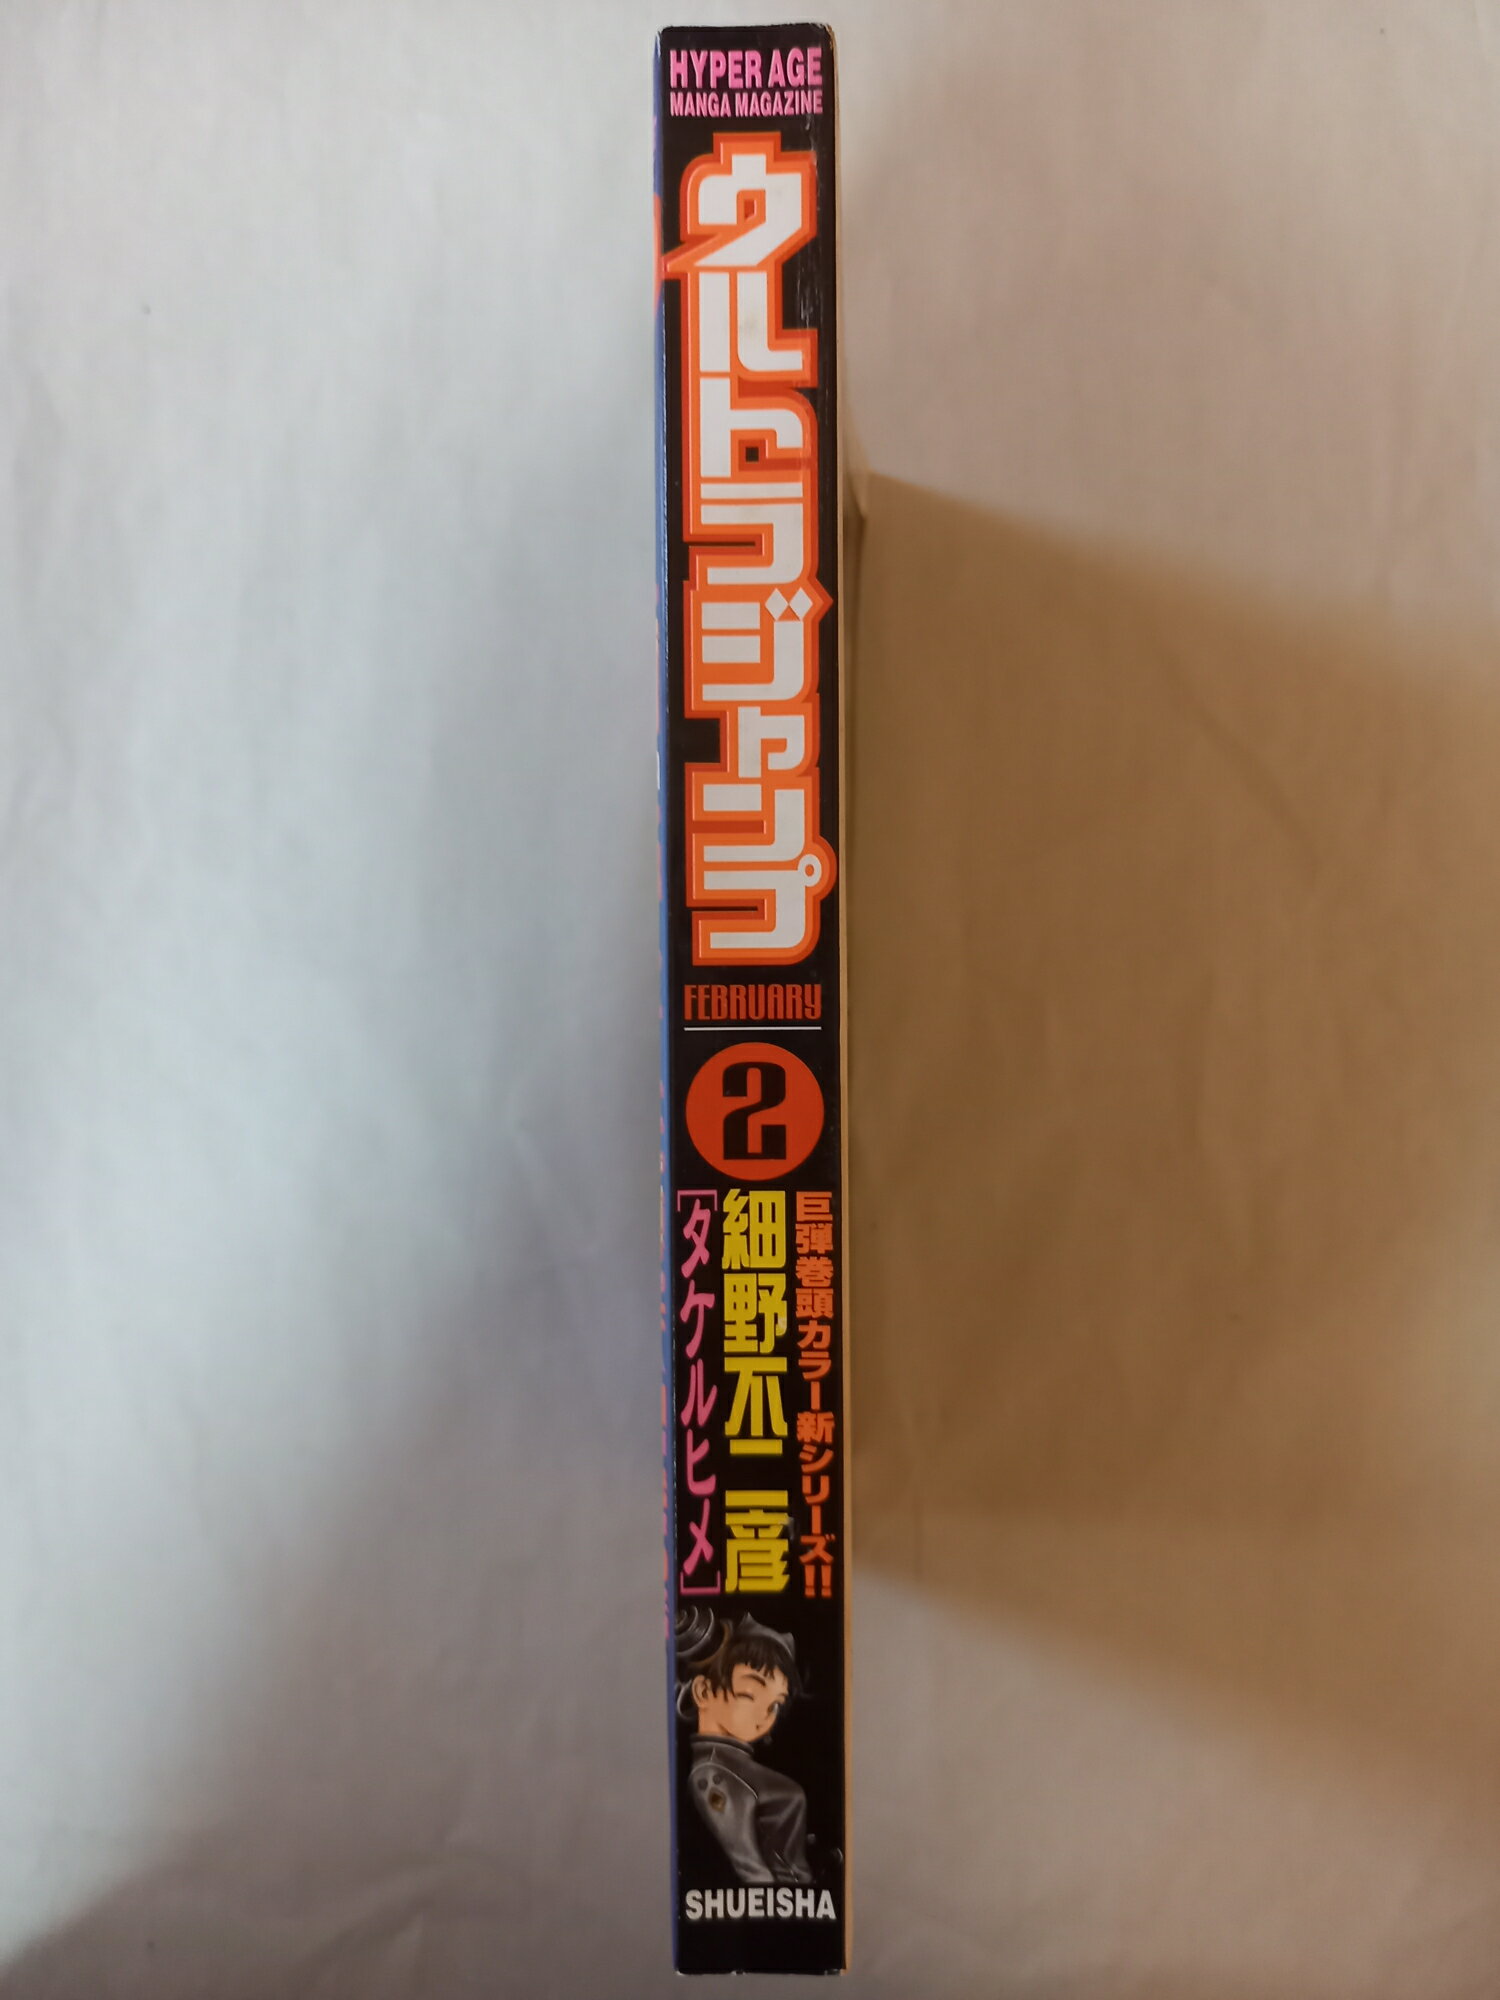 HYPER AGE
MANGA MAGAZINE
ウルトラジャンプ
FEBRUARY
2
巨弾巻頭カラー新シリーズ!!
細野不二彦
[タケルヒメ]
SHUEISHA